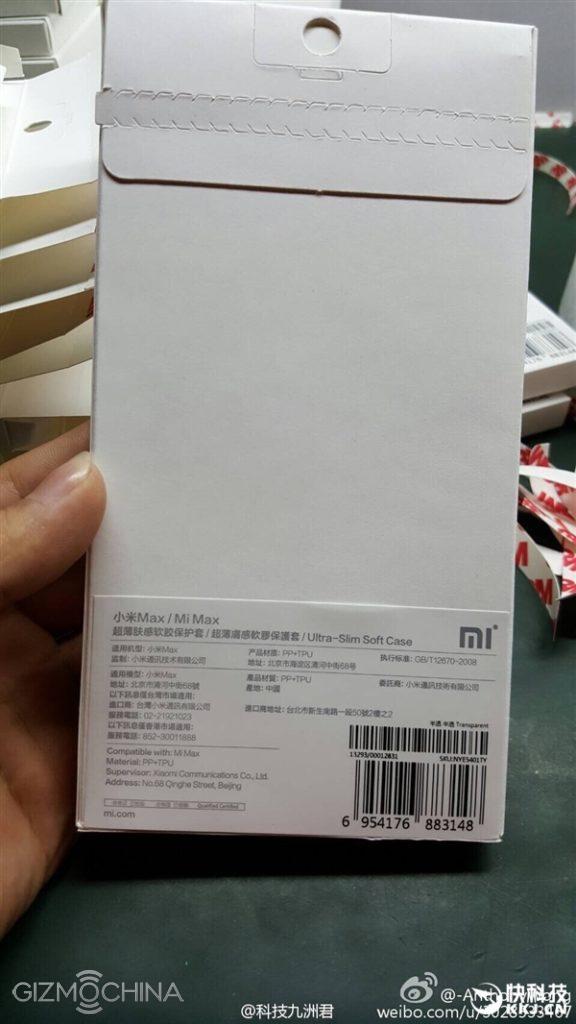 小米Max / Mi Max
超薄肤感软胶保护套 / 超薄膚感軟膠保護套 / Ultra-Slim Soft Case
mi
适用机型: 小米Max 产品材质: PP+TPU 执行标准: GB/T12670-2008
监制: 小米通讯技术有限公司 地址: 北京市海淀区清河中街68号
適用機型: 小米Max 產品材質: PP+TPU 委託商: 小米通訊技術有限公司
地址: 北京市清河中街68號 產地: 中國
以下訊息僅台灣市場適用:
進口商: 台灣小米通訊有限公司 進口商地址: 台北市新生南路一段50號2樓之2
服務電話: 02-21921023
以下訊息僅香港市場適用:
服務電話: 852-30011888
Compatible with: Mi Max
Material: PP+TPU
Supervisor: Xiaomi Communications Co., Ltd.
Address: No.68 Qinghe Street, Beijing
Qualified Certified
mi.com
半透 半透 Transparent
13293/00012831 SKU:NYE5401TY
6 954176 883148
GIZMOCHINA
@科技九洲君
快科技
KKJ.CN